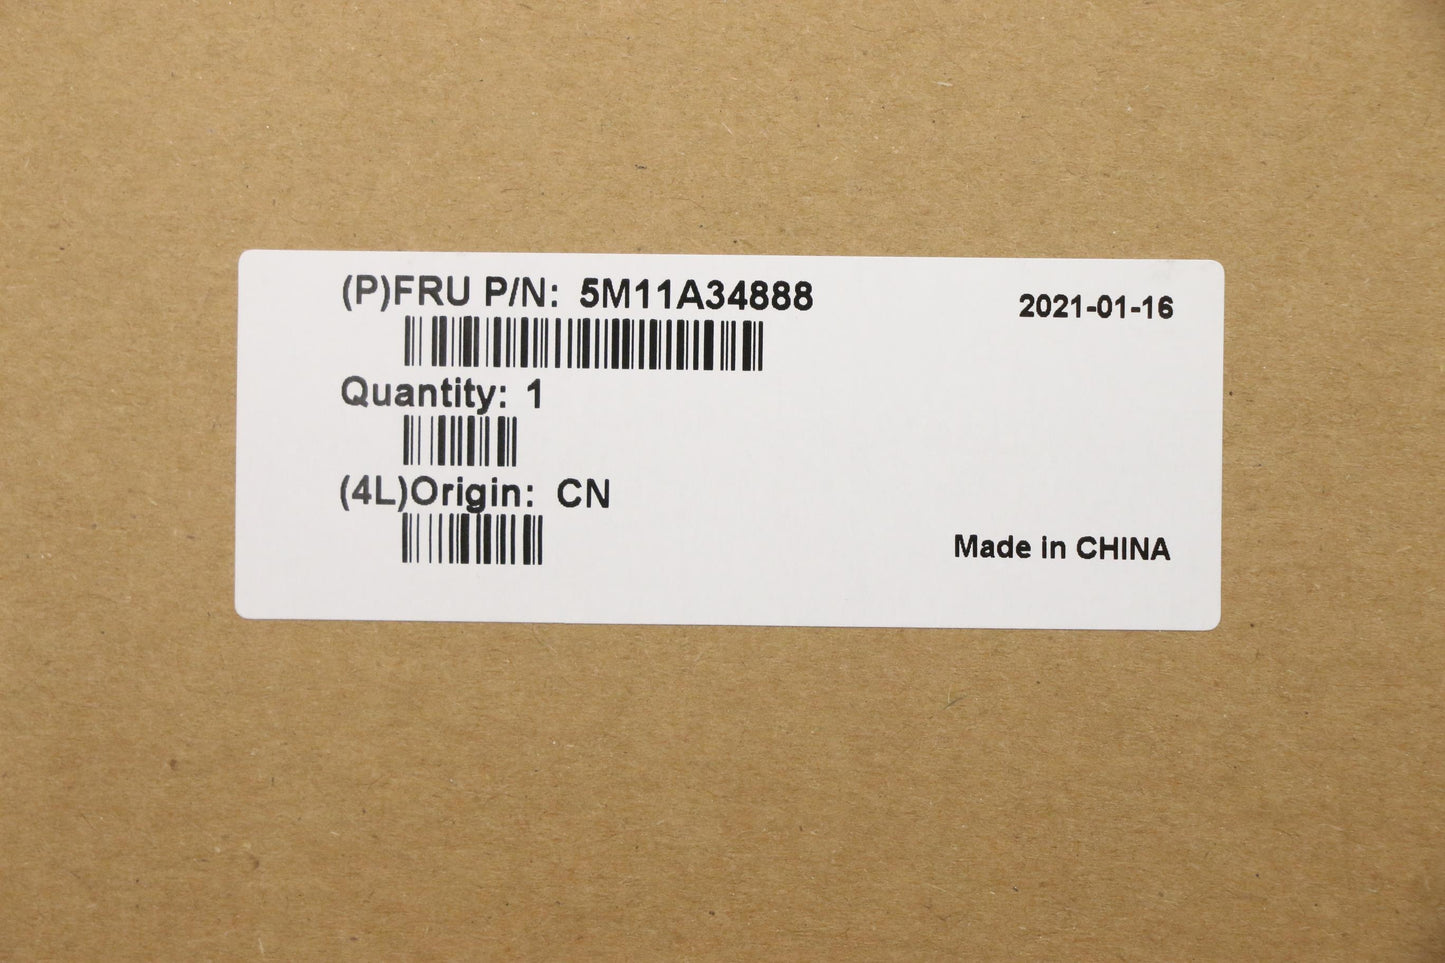 (P)FRU P/N: 5M11A34888
2021-01-16
Quantity: 1
(4L)Origin: CN
Made in CHINA